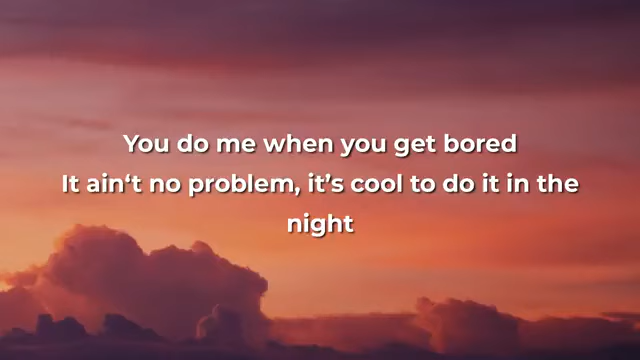 You do me when you get bored
It ain‘t no problem, it’s cool to do it in the
night